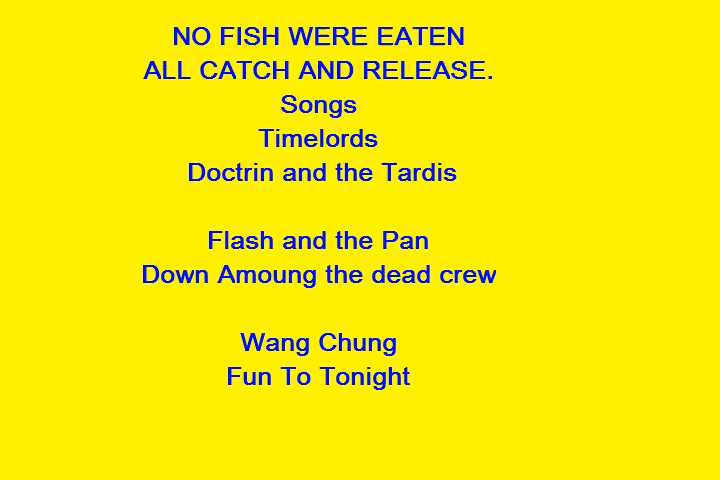 NO FISH WERE EATEN
ALL CATCH AND RELEASE.
Songs
Timelords
Doctrin and the Tardis
Flash and the Pan
Down Amoung the dead crew
Wang Chung
Fun To Tonight